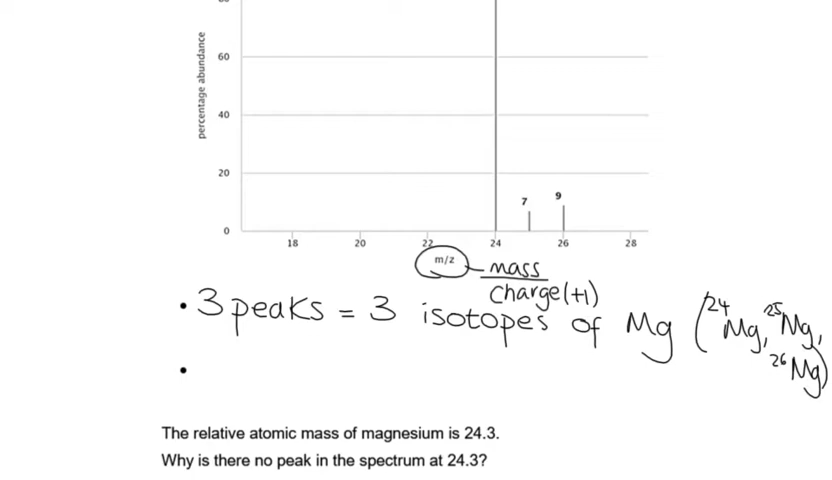 60
percentage abundance
40
20
7
9
0
18
20
22
24
26
28
m/z
mass
charge (+1)
• 3 peaks = 3 isotopes of Mg (²⁴Mg, ²⁵Mg,
²⁶Mg)
•
The relative atomic mass of magnesium is 24.3.
Why is there no peak in the spectrum at 24.3?